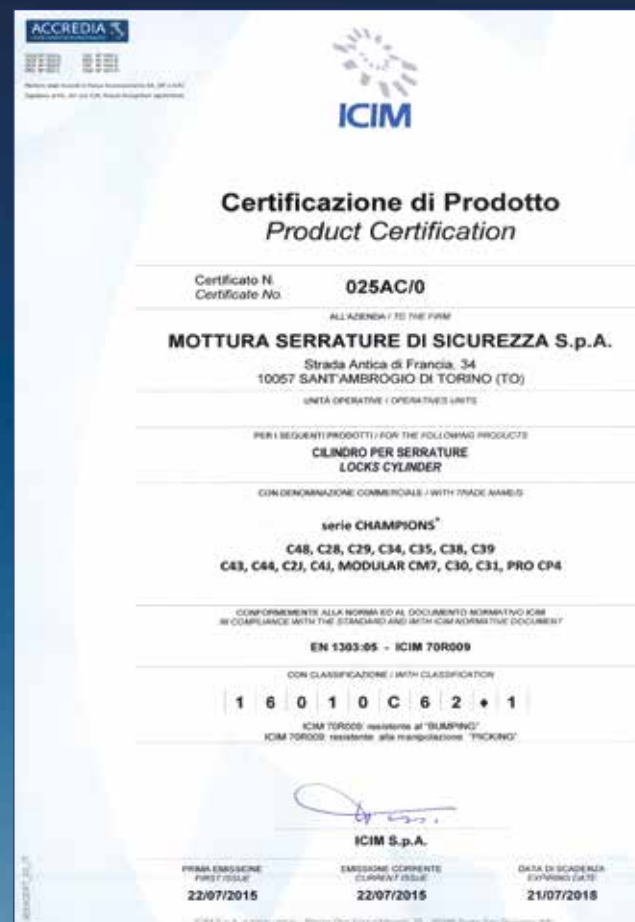 ACCREDIA
ICIM
Certificazione di Prodotto
Product Certification
Certificato N.
Certificate No.
025AC/0
ALL'AZIENDA / TO THE FIRM
MOTTURA SERRATURE DI SICUREZZA S.p.A.
Strada Antica di Francia, 34
10057 SANT'AMBROGIO DI TORINO (TO)
UNITÀ OPERATIVE / OPERATIVES UNITS
PER I SEGUENTI PRODOTTI / FOR THE FOLLOWING PRODUCTS
CILINDRO PER SERRATURE
LOCKS CYLINDER
CON DENOMINAZIONE COMMERCIALE / WITH TRADE NAME/S
serie CHAMPIONS
C48, C28, C29, C34, C35, C38, C39
C43, C44, C2J, C4J, MODULAR CM7, C30, C31, PRO CP4
CONFORMEMENTE ALLA NORMA ED AL DOCUMENTO NORMATIVO ICIM
IN COMPLIANCE WITH THE STANDARD AND WITH ICIM NORMATIVE DOCUMENT
EN 1303:05 - ICIM 70R009
CON CLASSIFICAZIONE / WITH CLASSIFICATION
1 6 0 1 0 C 6 2 + 1
ICIM 70R009: resistente al "BUMPING"
ICIM 70R009: resistente alla manipolazione "PICKING"
ICIM S.p.A.
PRIMA EMISSIONE
FIRST ISSUE
22/07/2015
EMISSIONE CORRENTE
CURRENT ISSUE
22/07/2015
DATA DI SCADENZA
EXPIRING DATE
21/07/2018